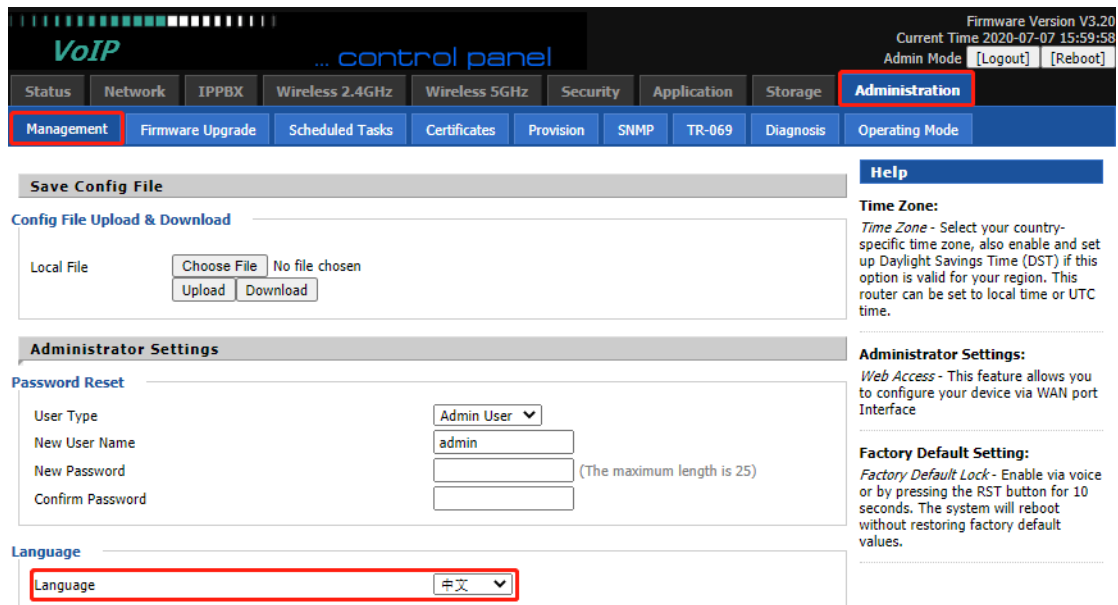 Firmware Version V3.20
Current Time 2020-07-07 15:59:58
Admin Mode [Logout] [Reboot]
VoIP ... control panel
Status Network IPPBX Wireless 2.4GHz Wireless 5GHz Security Application Storage Administration
Management Firmware Upgrade Scheduled Tasks Certificates Provision SNMP TR-069 Diagnosis Operating Mode
Save Config File
Config File Upload & Download
Local File Choose File No file chosen
Upload Download
Administrator Settings
Password Reset
User Type Admin User
New User Name admin
New Password (The maximum length is 25)
Confirm Password
Language
Language 中文
Help
Time Zone:
Time Zone - Select your country-
specific time zone, also enable and set
up Daylight Savings Time (DST) if this
option is valid for your region. This
router can be set to local time or UTC
time.
Administrator Settings:
Web Access - This feature allows you
to configure your device via WAN port
Interface
Factory Default Setting:
Factory Default Lock - Enable via voice
or by pressing the RST button for 10
seconds. The system will reboot
without restoring factory default
values.